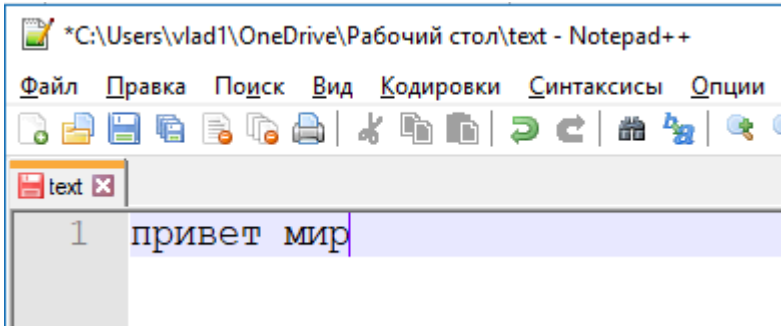 *C:\Users\vlad1\OneDrive\Рабочий стол\text - Notepad++
Файл Правка Поиск Вид Кодировки Синтаксисы Опции
text
1 привет мир